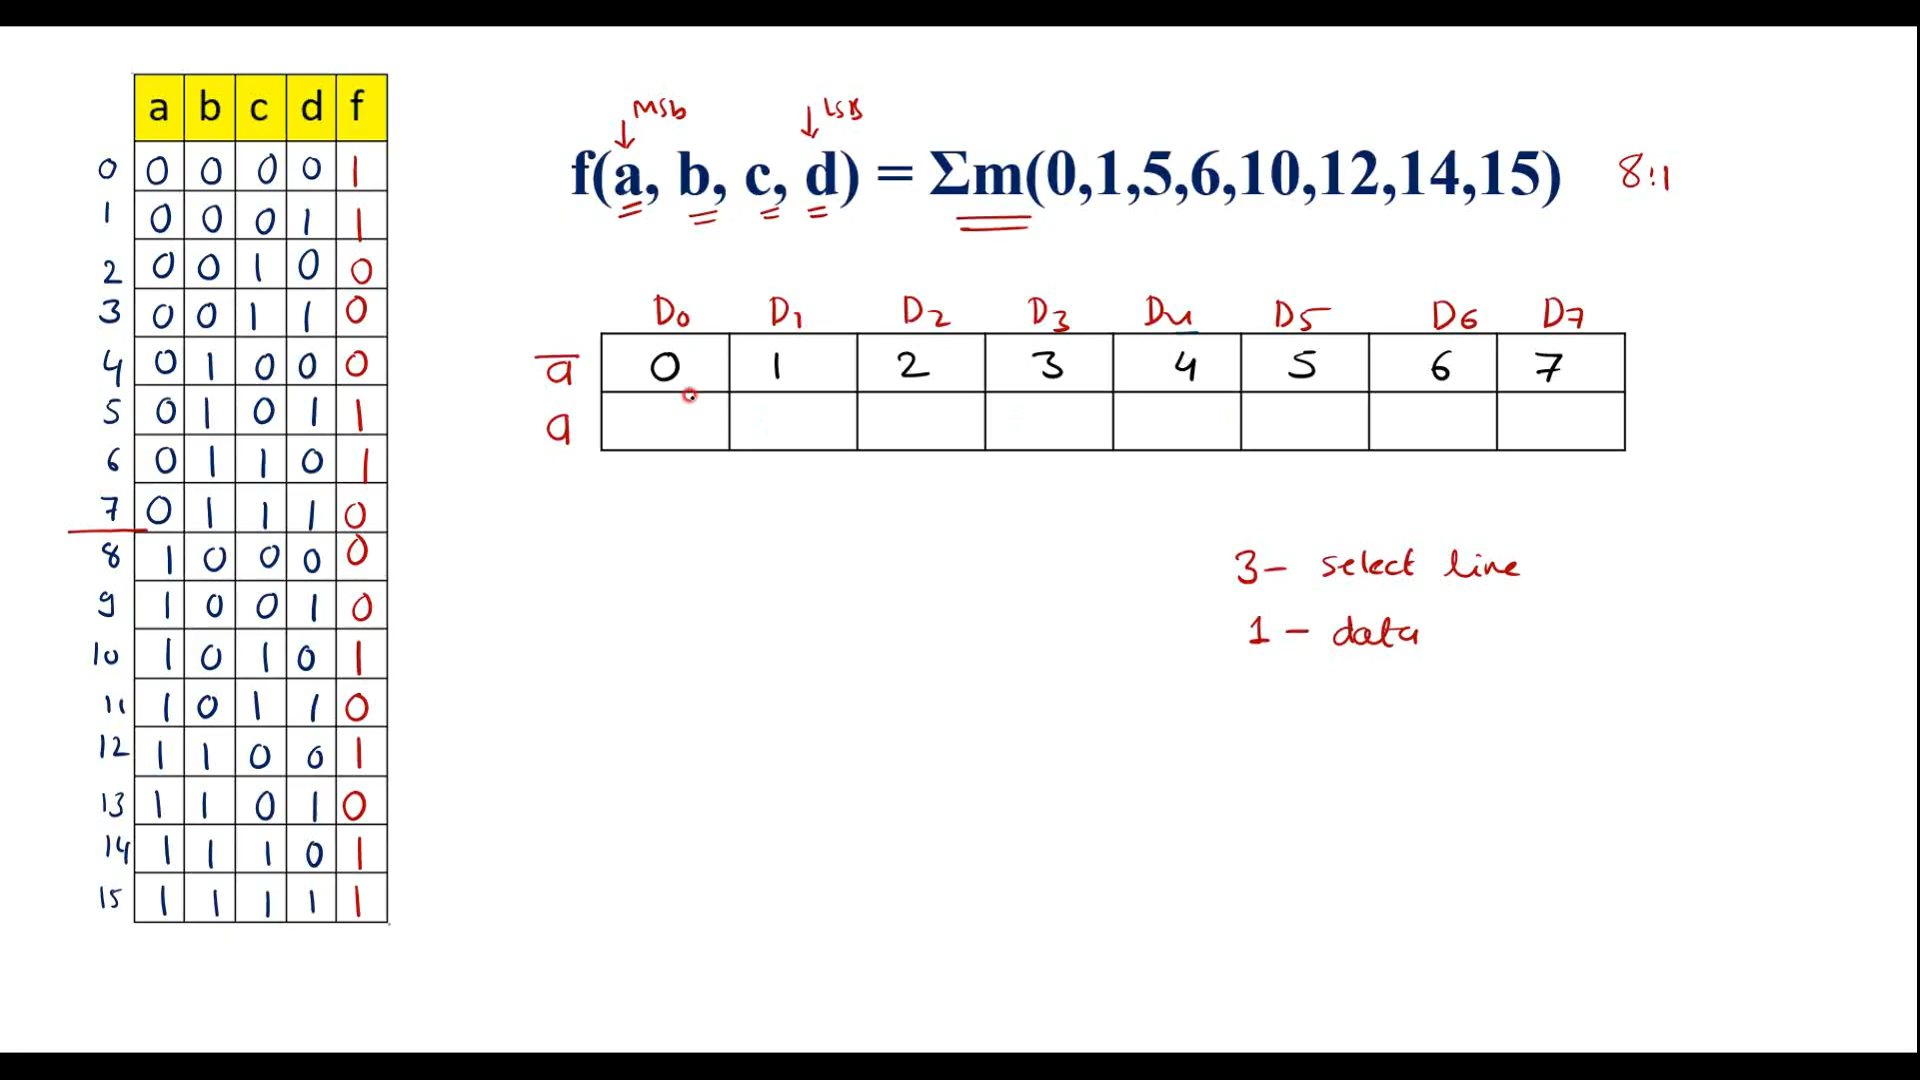 a b c d f
0 0 0 0 0 1
1 0 0 0 1 1
2 0 0 1 0 0
3 0 0 1 1 0
4 0 1 0 0 0
5 0 1 0 1 1
6 0 1 1 0 1
7 0 1 1 1 0
8 1 0 0 0 0
9 1 0 0 1 0
10 1 0 1 0 1
11 1 0 1 1 0
12 1 1 0 0 1
13 1 1 0 1 0
14 1 1 1 0 1
15 1 1 1 1 1
MSb LSB
f(a, b, c, d) = Σm(0,1,5,6,10,12,14,15) 8:1
D0 D1 D2 D3 D4 D5 D6 D7
a̅ 0 1 2 3 4 5 6 7
a
3 - select line
1 - data